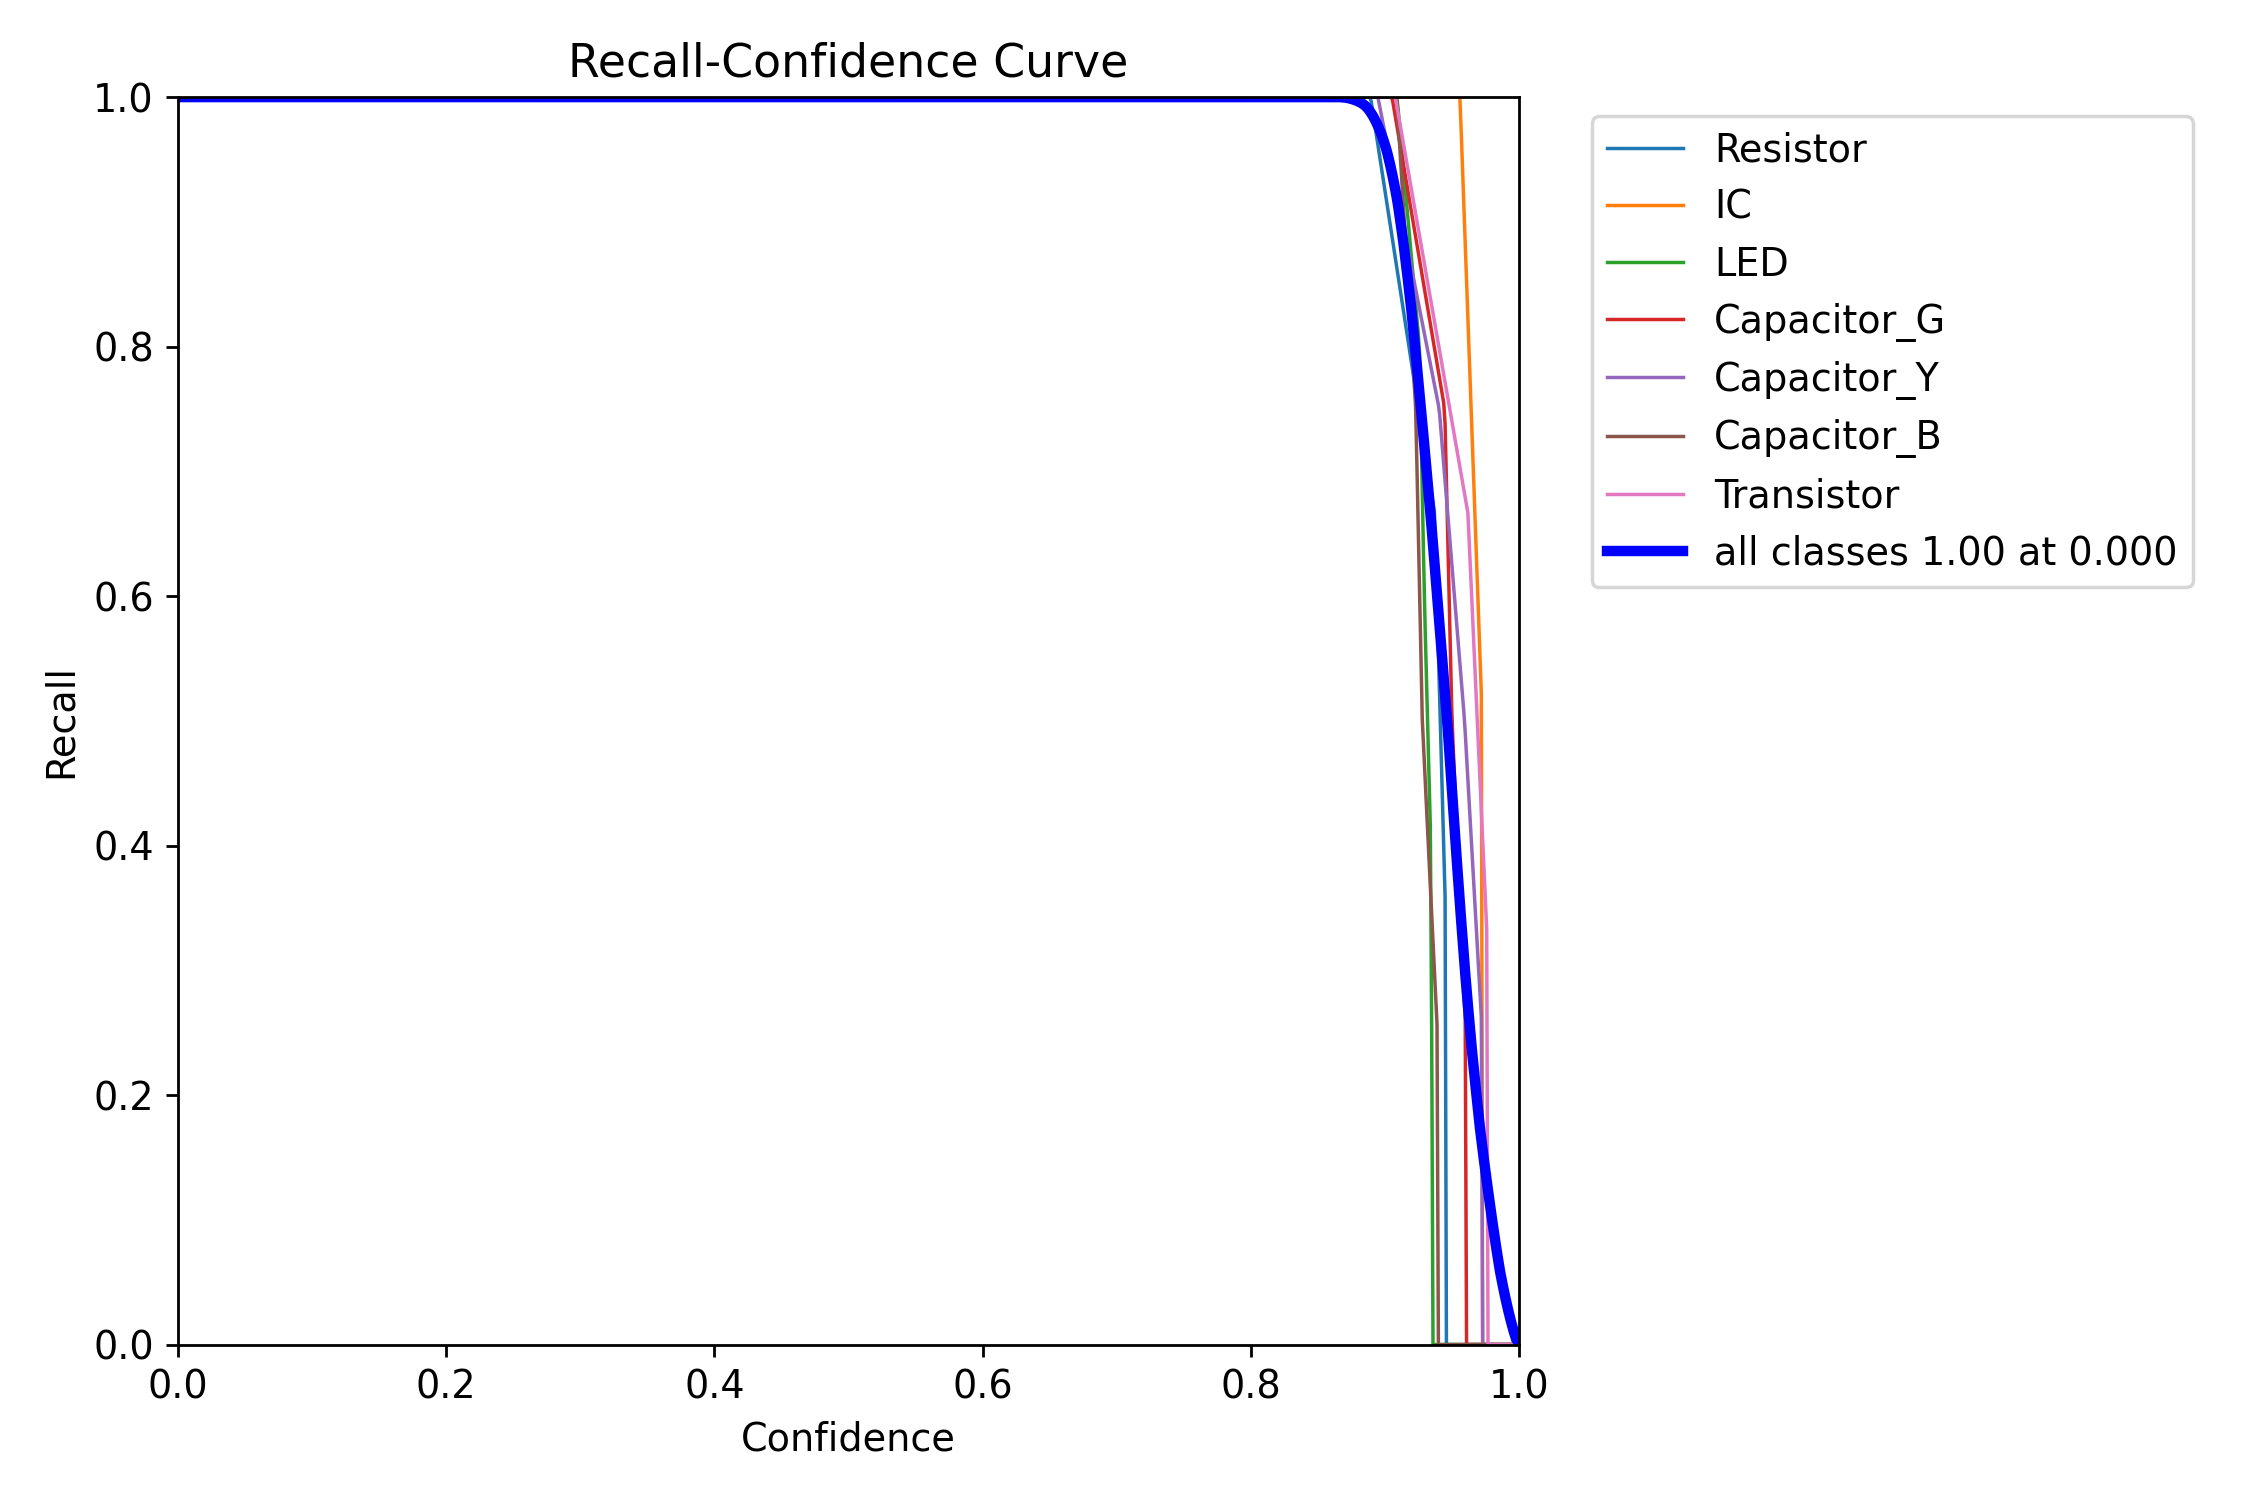 Recall-Confidence Curve
1.0
0.8
0.6
0.4
0.2
0.0
Recall
0.0 0.2 0.4 0.6 0.8 1.0
Confidence
Resistor
IC
LED
Capacitor_G
Capacitor_Y
Capacitor_B
Transistor
all classes 1.00 at 0.000